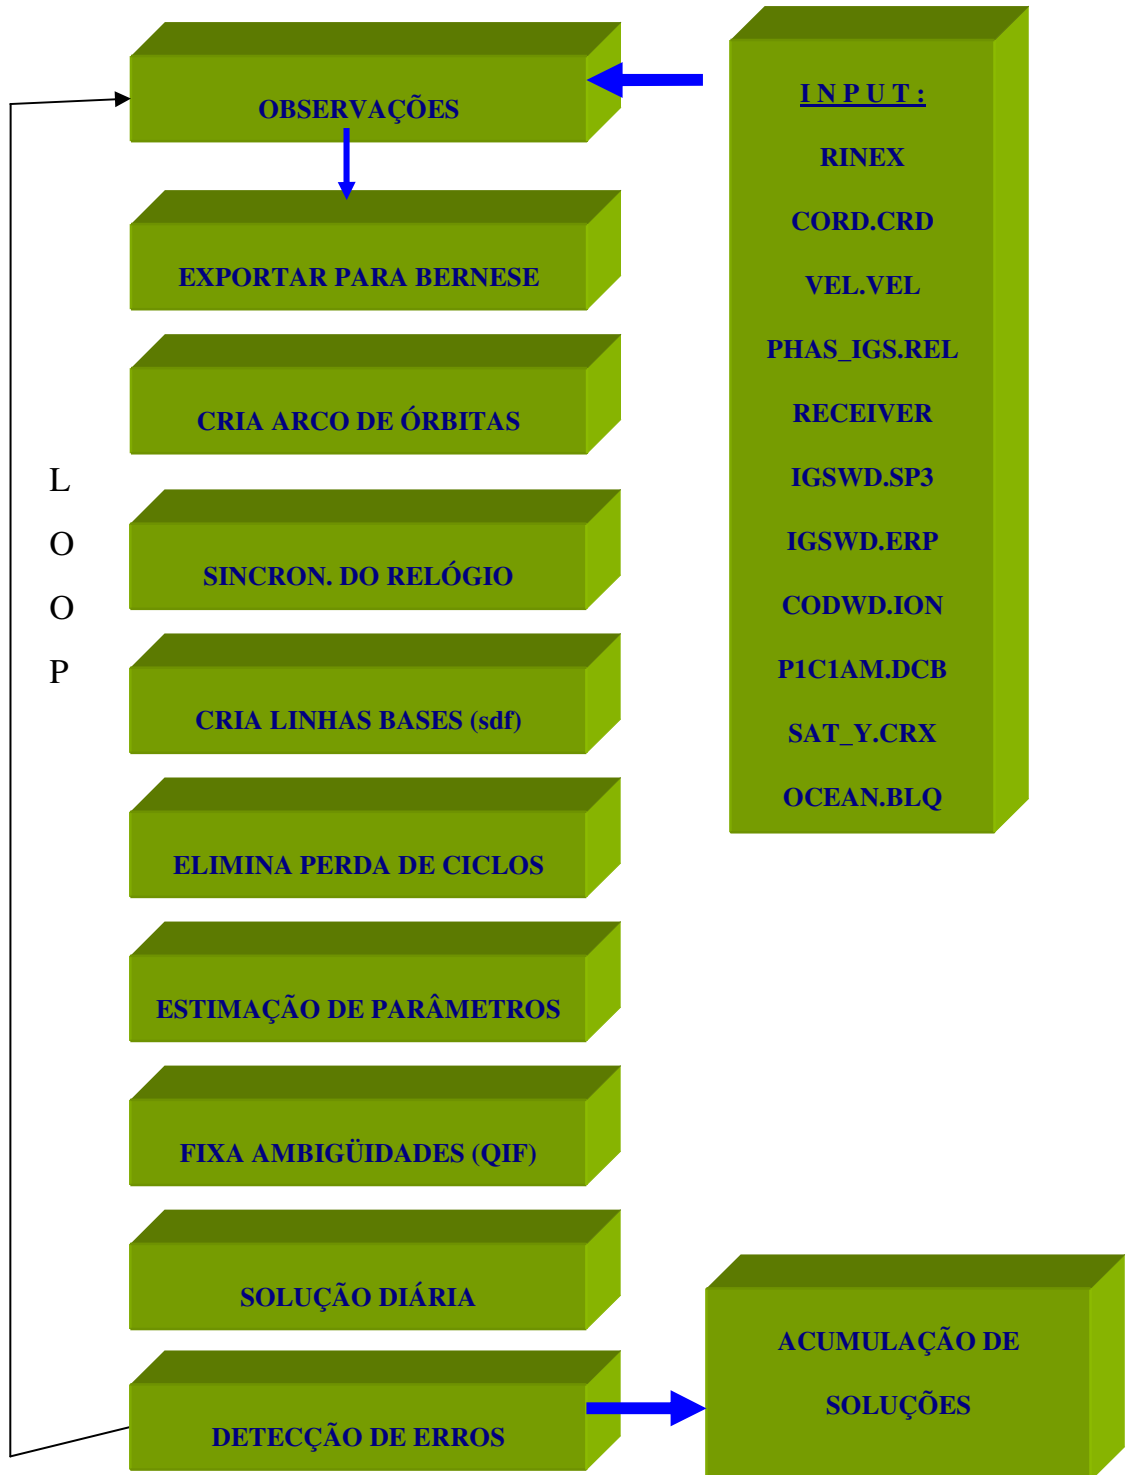 OBSERVAÇÕES
EXPORTAR PARA BERNESE
CRIA ARCO DE ÓRBITAS
SINCRON. DO RELÓGIO
CRIA LINHAS BASES (sdf)
ELIMINA PERDA DE CICLOS
ESTIMAÇÃO DE PARÂMETROS
FIXA AMBIGÜIDADES (QIF)
SOLUÇÃO DIÁRIA
DETECÇÃO DE ERROS
L
O
O
P
I N P U T :
RINEX
CORD.CRD
VEL.VEL
PHAS_IGS.REL
RECEIVER
IGSWD.SP3
IGSWD.ERP
CODWD.ION
P1C1AM.DCB
SAT_Y.CRX
OCEAN.BLQ
ACUMULAÇÃO DE
SOLUÇÕES